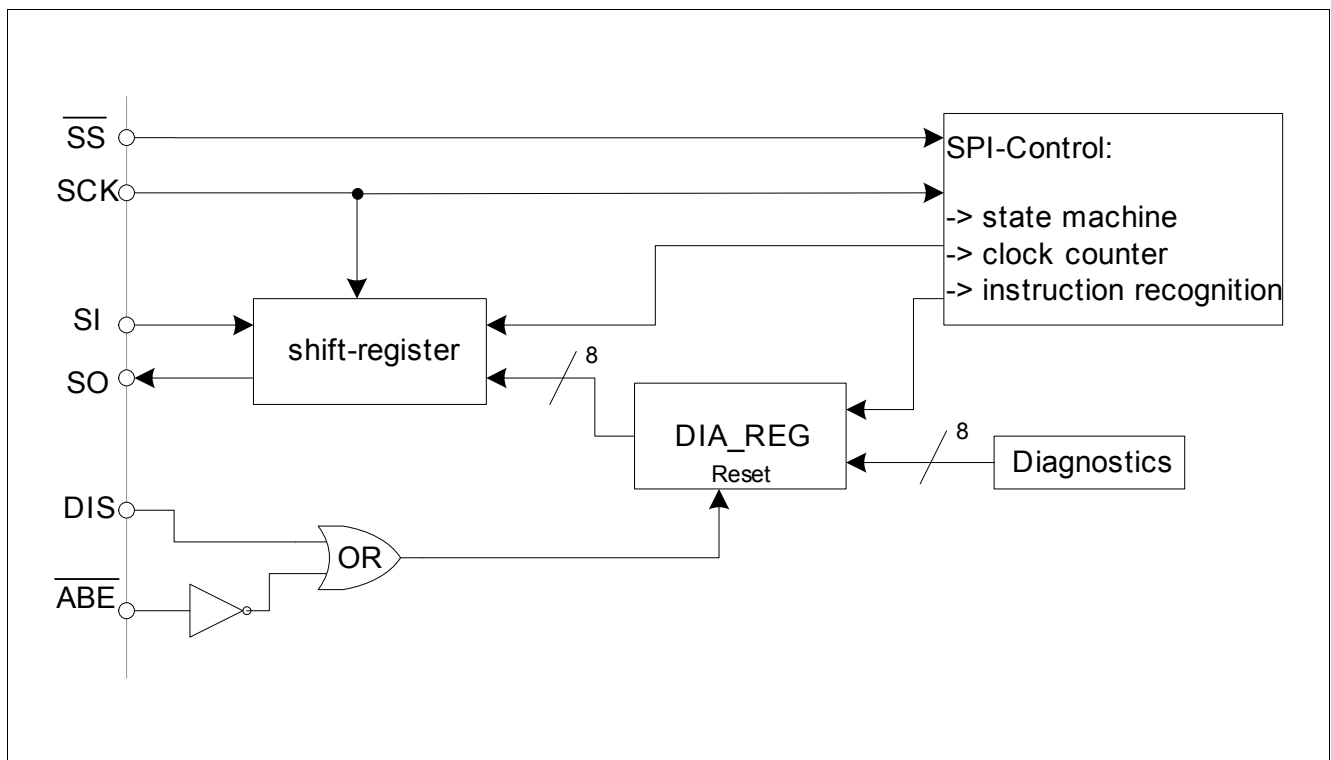 SS
SCK
SI
SO
DIS
ABE
SPI-Control:
-> state machine
-> clock counter
-> instruction recognition
shift-register
8
DIA_REG
Reset
8
Diagnostics
OR